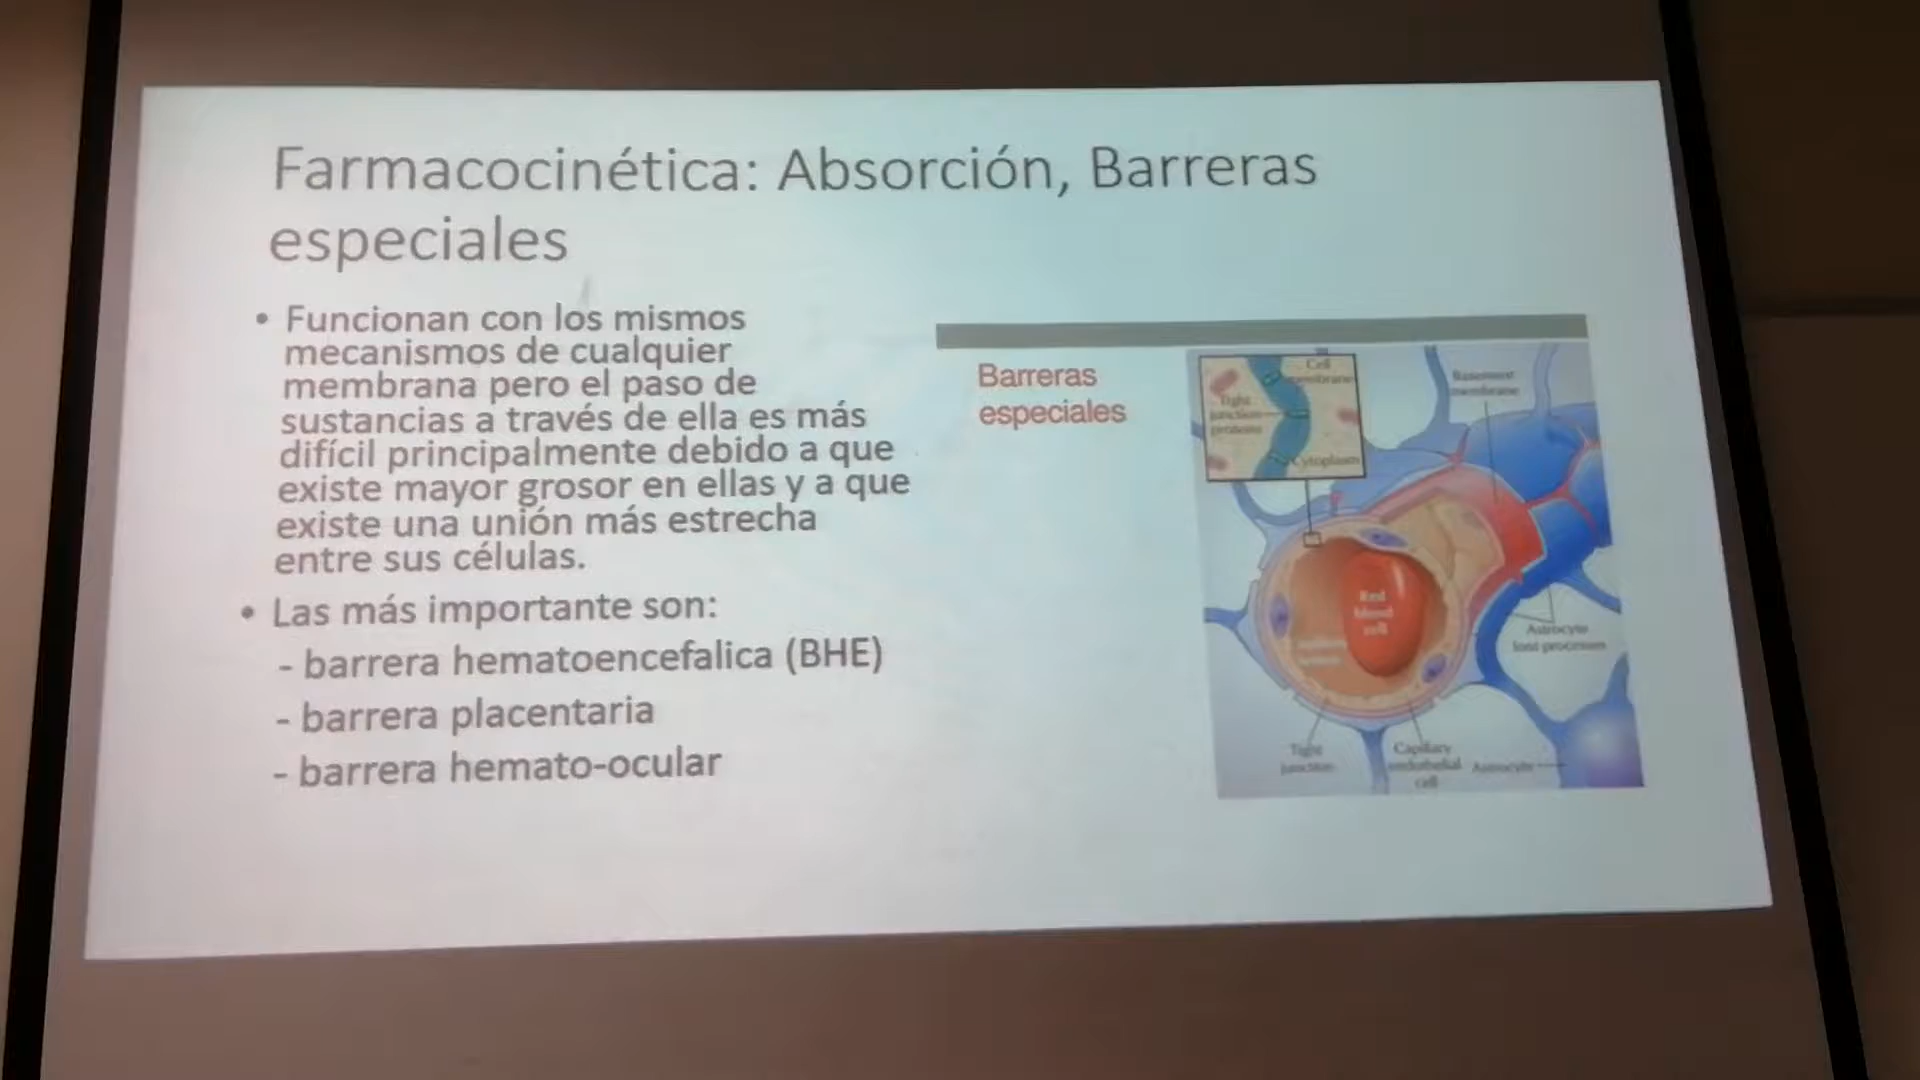 Farmacocinética: Absorción, Barreras
especiales
• Funcionan con los mismos
mecanismos de cualquier
membrana pero el paso de
sustancias a través de ella es más
difícil principalmente debido a que
existe mayor grosor en ellas y a que
existe una unión más estrecha
entre sus células.
• Las más importante son:
- barrera hematoencefalica (BHE)
- barrera placentaria
- barrera hemato-ocular
Barreras
especiales
Cell
membrane
Tight
junction
proteins
Cytoplasm
Basement
membrane
Red
blood
cell
Astrocyte
foot processes
Tight
junction
Capillary
endothelial
cell
Astrocyte